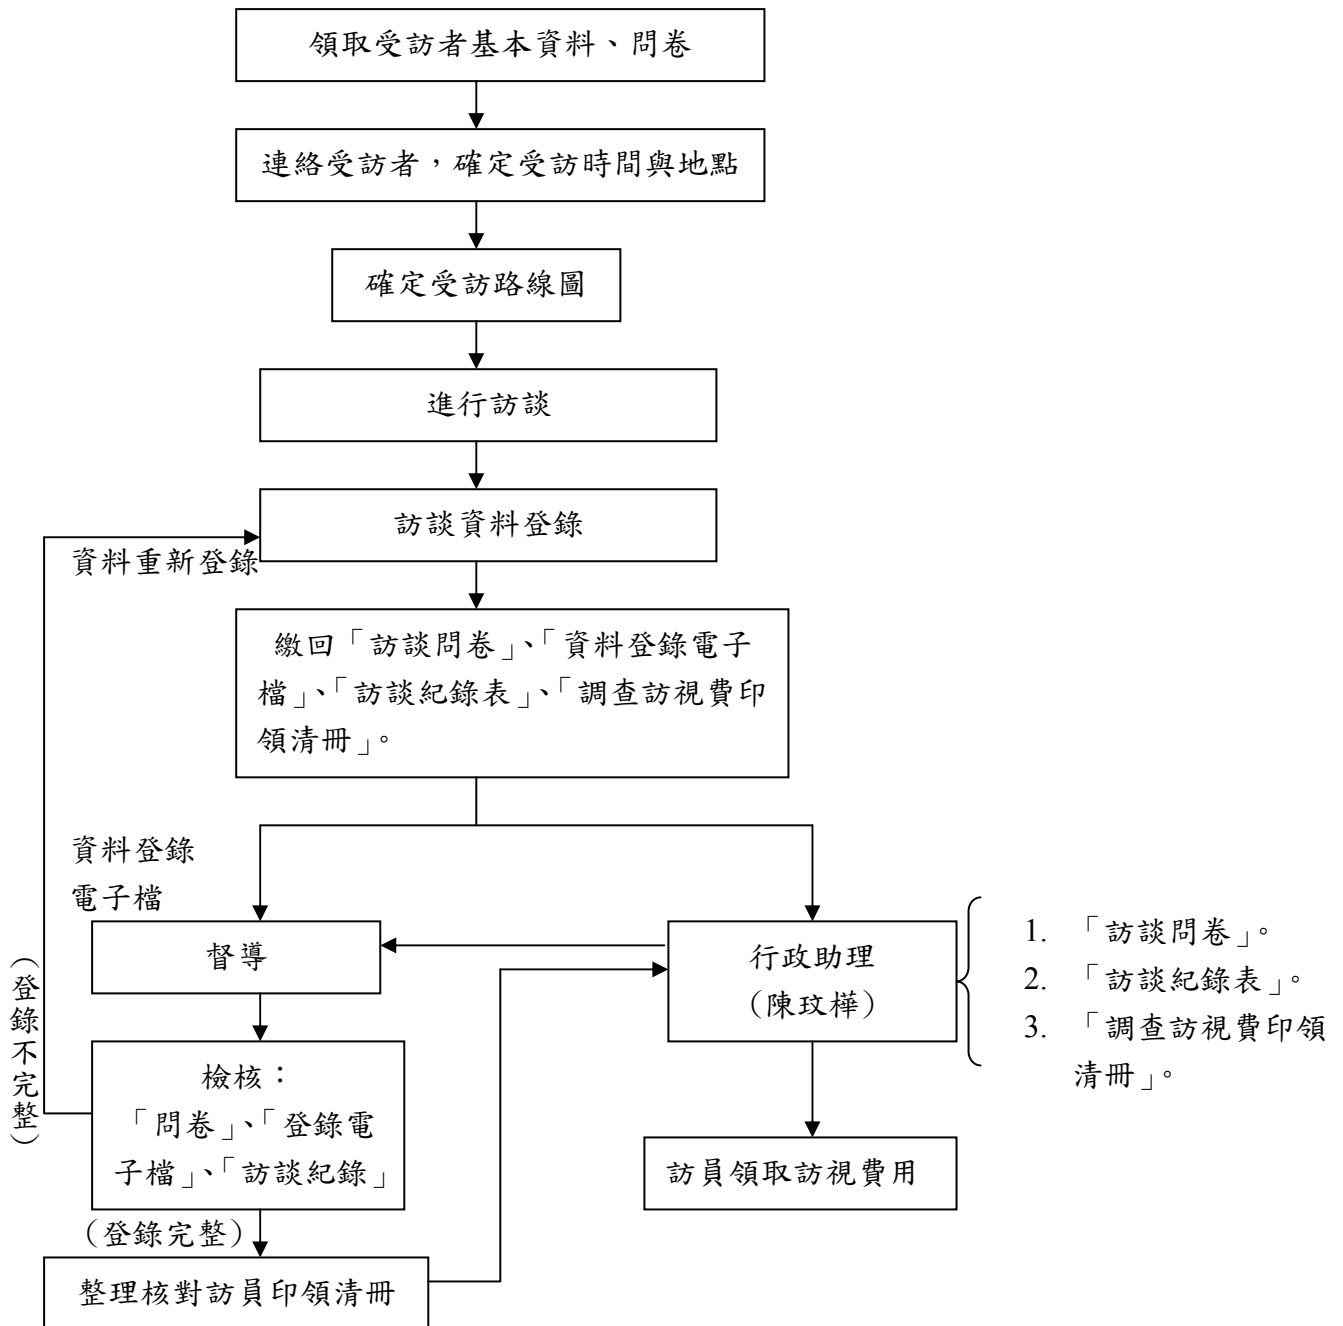 領取受訪者基本資料、問卷
連絡受訪者，確定受訪時間與地點
確定受訪路線圖
進行訪談
訪談資料登錄
資料重新登錄
繳回「訪談問卷」、「資料登錄電子
檔」、「訪談紀錄表」、「調查訪視費印
領清冊」。
資料登錄
電子檔
督導
行政助理
（陳玟樺）
1. 「訪談問卷」。
2. 「訪談紀錄表」。
3. 「調查訪視費印領
清冊」。
（登錄不完整）
檢核：
「問卷」、「登錄電
子檔」、「訪談紀錄」
訪員領取訪視費用
（登錄完整）
整理核對訪員印領清冊